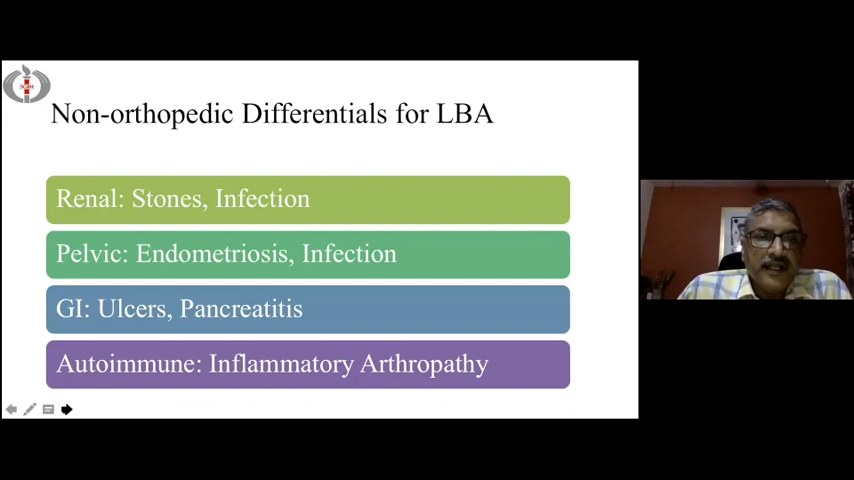 Non-orthopedic Differentials for LBA
Renal: Stones, Infection
Pelvic: Endometriosis, Infection
GI: Ulcers, Pancreatitis
Autoimmune: Inflammatory Arthropathy